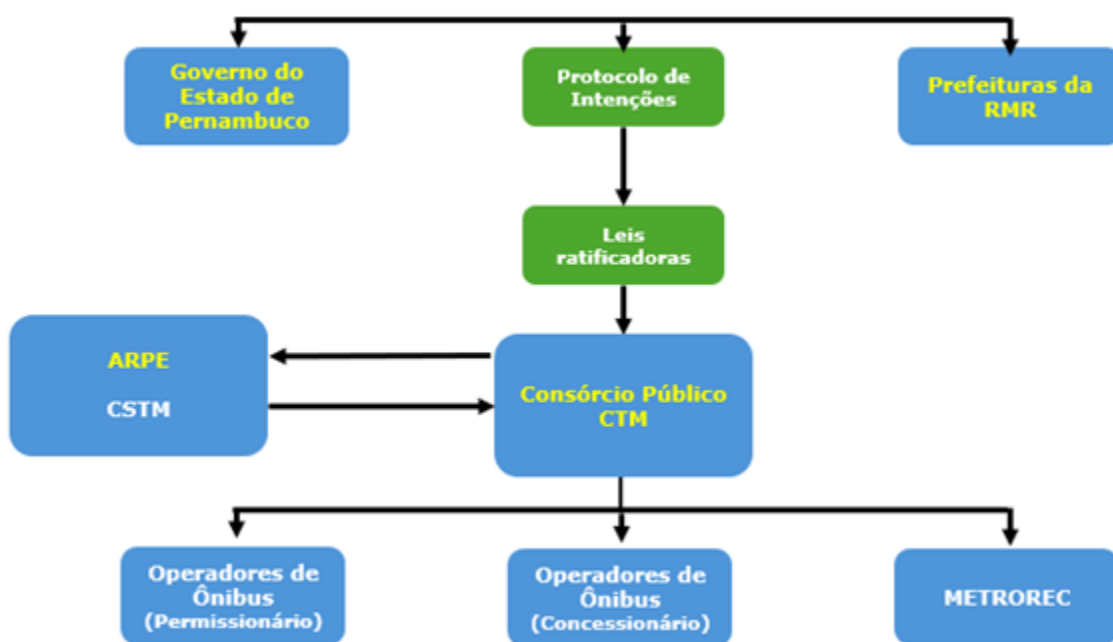 Governo do
Estado de
Pernambuco
Protocolo de
Intenções
Prefeituras da
RMR
Leis
ratificadoras
ARPE
CSTM
Consórcio Público
CTM
Operadores de
Ônibus
(Permissionário)
Operadores de
Ônibus
(Concessionário)
METROREC